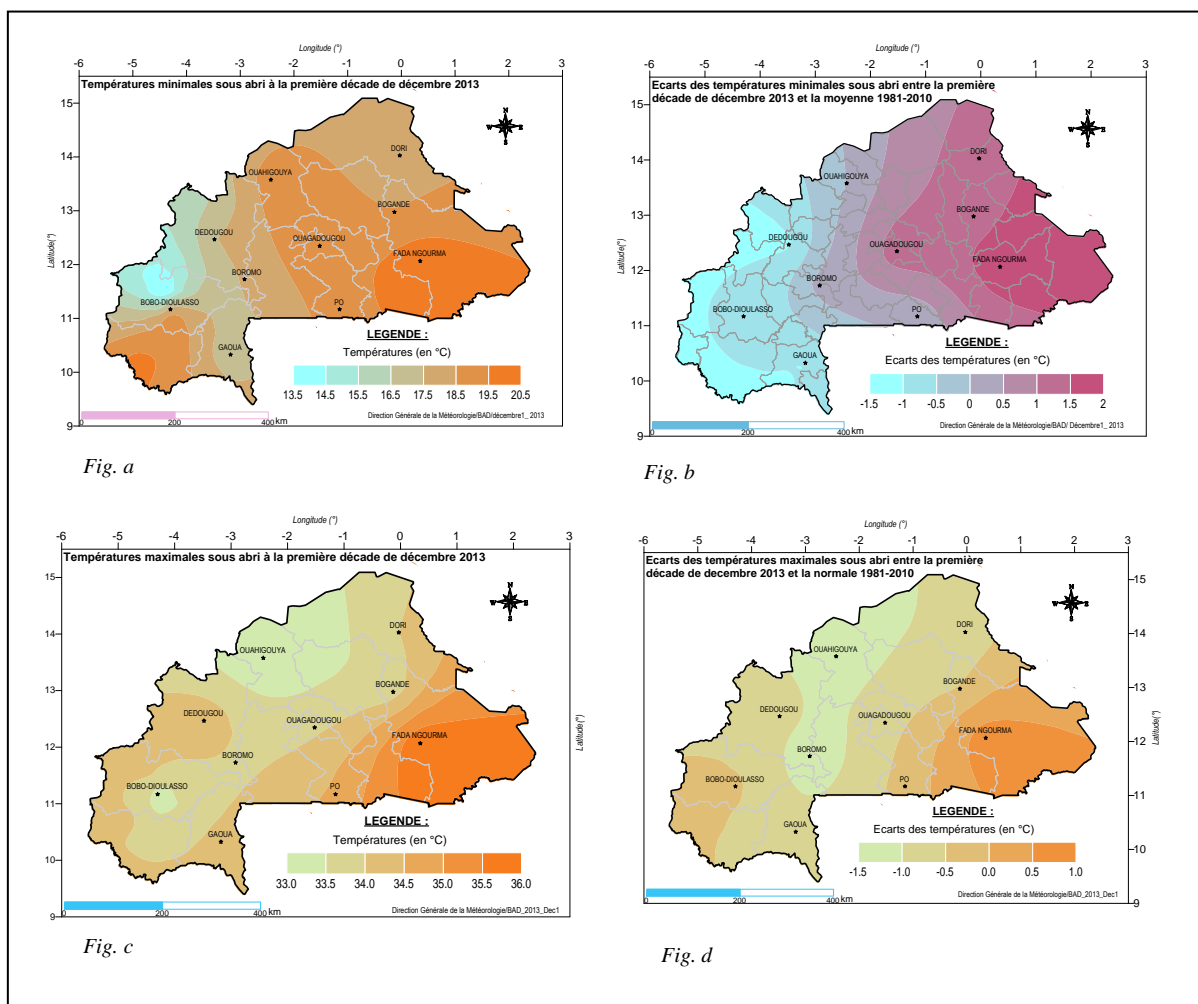 Longitude (°)
-6 -5 -4 -3 -2 -1 0 1 2 3
Températures minimales sous abri à la première décade de décembre 2013
15
14
13
12
11
10
9
Latitude(°)
N
W E
S
DORI
OUAHIGOUYA
BOGANDE
DEDOUGOU
OUAGADOUGOU
FADA NGOURMA
BOROMO
BOBO-DIOULASSO
PO
GAOUA
LEGENDE :
Températures (en °C)
13.5 14.5 15.5 16.5 17.5 18.5 19.5 20.5
Direction Générale de la Météorologie/BAD/décembre1_ 2013
200 400 km
Fig. a
Longitude (°)
-6 -5 -4 -3 -2 -1 0 1 2 3
Ecarts des températures minimales sous abri entre la première
décade de décembre 2013 et la moyenne 1981-2010
15
14
13
12
11
10
9
Latitude(°)
N
W E
S
DORI
OUAHIGOUYA
BOGANDE
DEDOUGOU
OUAGADOUGOU
FADA NGOURMA
BOROMO
BOBO-DIOULASSO
PO
GAOUA
LEGENDE :
Ecarts des températures (en °C)
-1.5 -1 -0.5 0 0.5 1 1.5 2
Direction Générale de la Météorologie/BAD/ Décembre1_ 2013
0 200 400 km
Fig. b
Longitude (°)
-6 -5 -4 -3 -2 -1 0 1 2 3
Températures maximales sous abri à la première décade de décembre 2013
15
14
13
12
11
10
9
Latitude(°)
N
W E
S
DORI
OUAHIGOUYA
BOGANDE
DEDOUGOU
OUAGADOUGOU
FADA NGOURMA
BOROMO
BOBO-DIOULASSO
PO
GAOUA
LEGENDE :
Températures (en °C)
33.0 33.5 34.0 34.5 35.0 35.5 36.0
Direction Générale de la Météorologie/BAD_2013_Dec1
0 200 400 km
Fig. c
Longitude (°)
-6 -5 -4 -3 -2 -1 0 1 2 3
Ecarts des températures maximales sous abri entre la première
décade de decembre 2013 et la normale 1981-2010
15
14
13
12
11
10
9
Latitude(°)
N
W E
S
DORI
OUAHIGOUYA
BOGANDE
DEDOUGOU
OUAGADOUGOU
FADA NGOURMA
BOROMO
BOBO-DIOULASSO
PO
GAOUA
LEGENDE :
Ecarts des températures (en °C)
-1.5 -1.0 -0.5 0.0 0.5 1.0
Direction Générale de la Météorologie/BAD_2013_Dec1
0 200 400 km
Fig. d